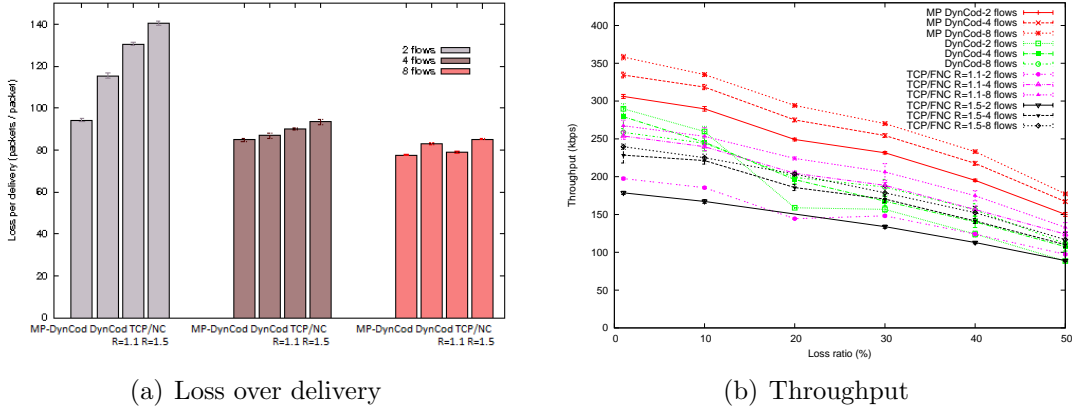 140
120
100
80
60
40
20
0
Loss per delivery (packets / packet)
2 flows
4 flows
8 flows
MP-DynCod DynCod TCP/NC
R=1.1 R=1.5
MP-DynCod DynCod TCP/NC
R=1.1 R=1.5
MP-DynCod DynCod TCP/NC
R=1.1 R=1.5
(a) Loss over delivery
400
350
300
250
200
150
100
50
0
Throughput (kbps)
MP DynCod-2 flows
MP DynCod-4 flows
MP DynCod-8 flows
DynCod-2 flows
DynCod-4 flows
DynCod-8 flows
TCP/FNC R=1.1-2 flows
TCP/FNC R=1.1-4 flows
TCP/FNC R=1.1-8 flows
TCP/FNC R=1.5-2 flows
TCP/FNC R=1.5-4 flows
TCP/FNC R=1.5-8 flows
0 10 20 30 40 50
Loss ratio (%)
(b) Throughput